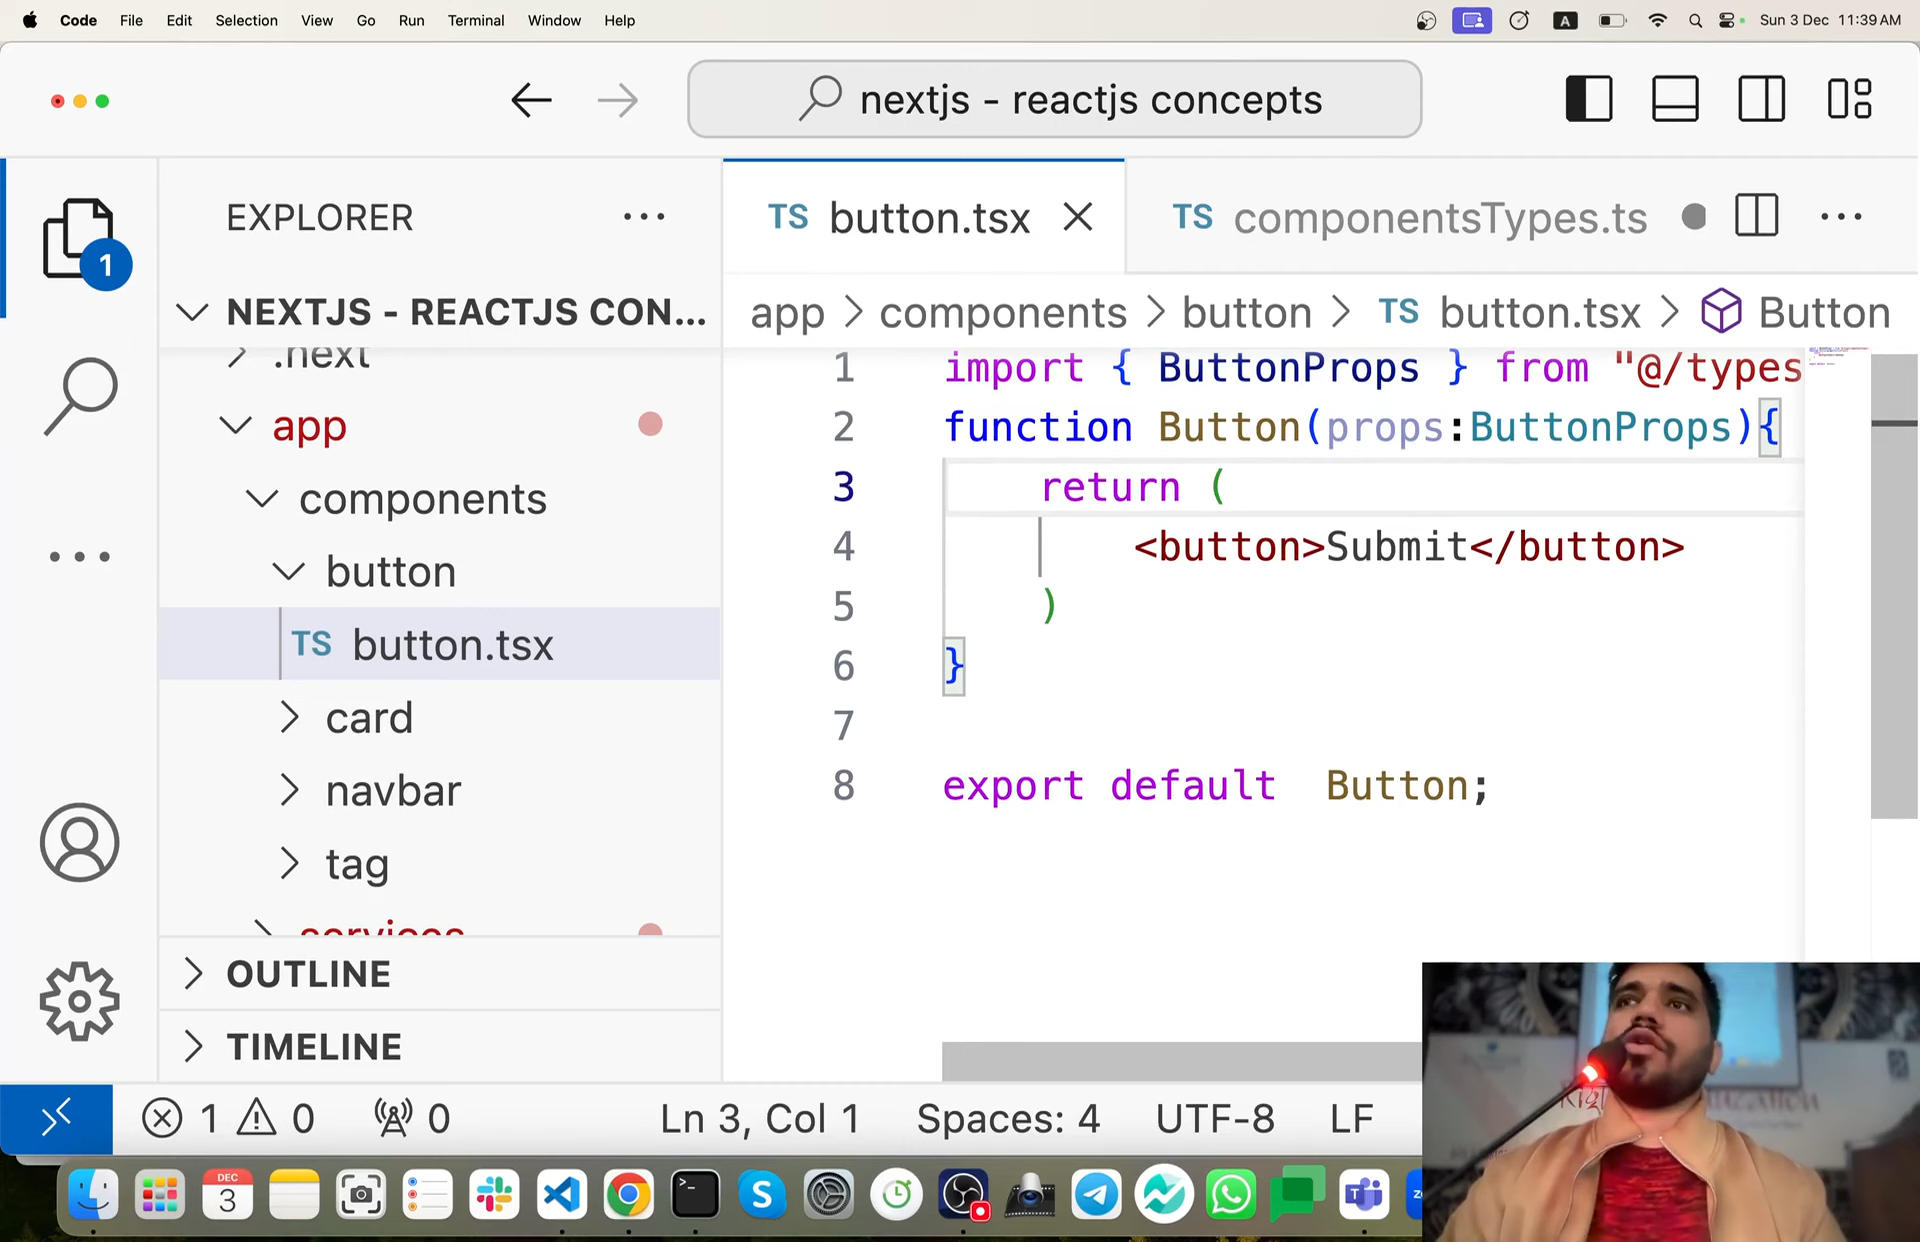 Code File Edit Selection View Go Run Terminal Window Help A Sun 3 Dec 11:39 AM
nextjs - reactjs concepts
1
EXPLORER
TS button.tsx
TS componentsTypes.ts
NEXTJS - REACTJS CON...
app > components > button > TS button.tsx > Button
.next
app
components
button
TS button.tsx
card
navbar
tag
services
OUTLINE
TIMELINE
1 import { ButtonProps } from "@/types
2 function Button(props:ButtonProps){
3 return (
4 <button>Submit</button>
5 )
6 }
7
8 export default  Button;
1 0 0 Ln 3, Col 1 Spaces: 4 UTF-8 LF
DEC
3
S
T